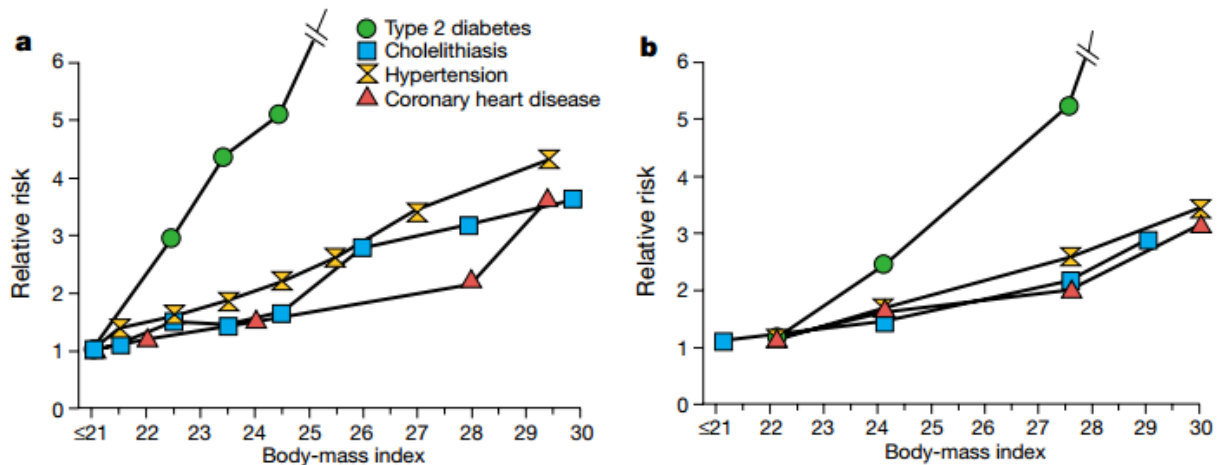 a
Type 2 diabetes
Cholelithiasis
Hypertension
Coronary heart disease
6
5
4
3
2
1
0
Relative risk
≤21 22 23 24 25 26 27 28 29 30
Body-mass index
b
6
5
4
3
2
1
0
Relative risk
≤21 22 23 24 25 26 27 28 29 30
Body-mass index